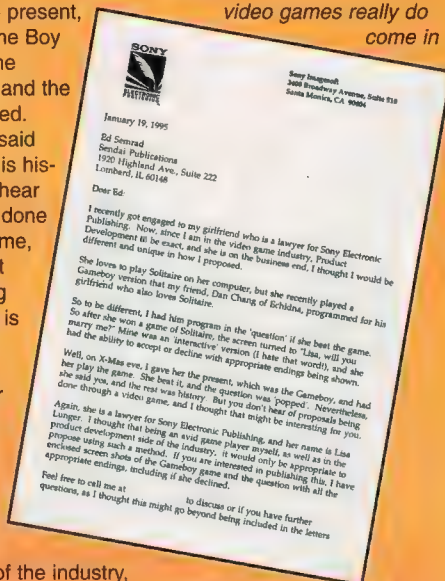 present,
ne Boy
ne
and the
ed.
said
is his-
hear
done
me,
t
g
is
r
of the industry,
video games really do
come in
SONY
ELECTRONIC
PUBLISHING
Sony Imagesoft
2400 Broadway Avenue, Suite 210
Santa Monica, CA 90404
January 19, 1995
Ed Semrad
Sendai Publications
1920 Highland Ave., Suite 222
Lombard, IL 60148
Dear Ed:
I recently got engaged to my girlfriend who is a lawyer for Sony Electronic
Publishing. Now, since I am in the video game industry, Product
Development to be exact, and she is on the business end, I thought I would be
different and unique in how I proposed.
She loves to play Solitaire on her computer, but she recently played a
Gameboy version that my friend, Dan Chang of Echidna, programmed for his
girlfriend who also loves Solitaire.
So to be different, I had him program in the 'question' if she beat the game.
So after she won a game of Solitaire, the screen turned to "Lisa, will you
marry me?" Mine was an 'interactive' version (I hate that word!), and she
had the ability to accept or decline with appropriate endings being shown.
Well, on X-Mas eve, I gave her the present, which was the Gameboy, and had
her play the game. She beat it, and the question was 'popped'. Nevertheless,
she said yes, and the rest was history. But you don't hear of proposals being
done through a video game, and I thought that might be interesting for you.
Again, she is a lawyer for Sony Electronic Publishing, and her name is Lisa
Lunger. I thought that being an avid game player myself, as well as in the
product development side of the industry, it would only be appropriate to
propose using such a method. If you are interested in publishing this, I have
enclosed screen shots of the Gameboy game and the question with all the
appropriate endings, including if she declined.
Feel free to call me at to discuss or if you have further
questions, as I thought this might go beyond being included in the letters